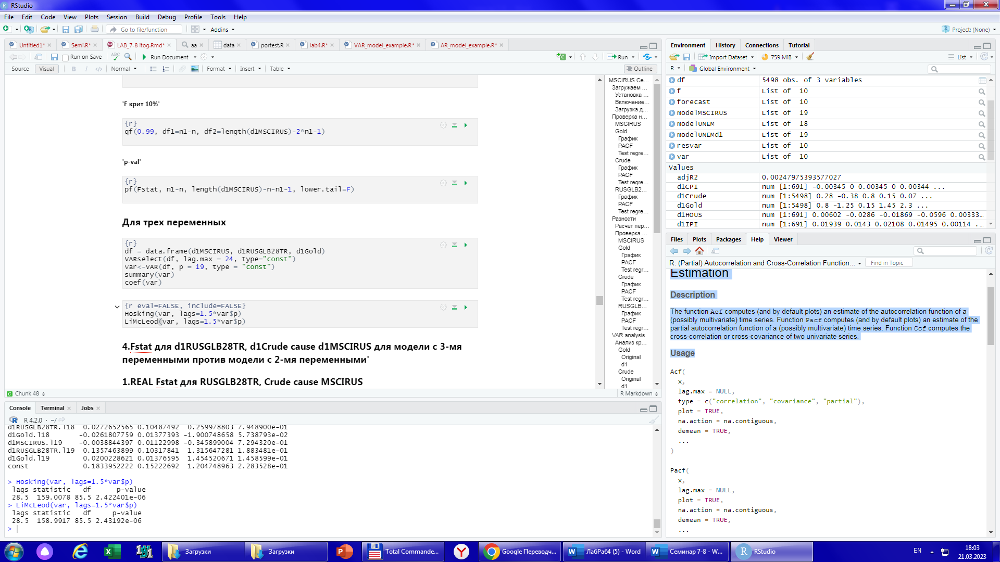 RStudio
File Edit Code View Plots Session Build Debug Profile Tools Help
Go to file/function Addins Project: (None)
Untitled1* Semi.R* LAB_7-8 itog.Rmd* aa data portest.R lab4.R* VAR_model_example.R* AR_model_example.R*
Run on Save ABC Run Document Run
Source Visual B I </> Normal Format Insert Table Outline
'F крит 10%'
{r}
qf(0.99, df1=n1-n, df2=length(d1MSCIRUS)-2*n1-1)
'p-val'
{r}
pf(Fstat, n1-n, length(d1MSCIRUS)-n-n1-1, lower.tail=F)
Для трех переменных
{r}
df = data.frame(d1MSCIRUS, d1RUSGLB28TR, d1Gold)
VARselect(df, lag.max = 24, type="const")
var<-VAR(df, p = 19, type = "const")
summary(var)
coef(var)
{r eval=FALSE, include=FALSE}
Hosking(var, lags=1.5*var$p)
LiMcLeod(var, lags=1.5*var$p)
4.Fstat для d1RUSGLB28TR, d1Crude cause d1MSCIRUS для модели с 3-мя
переменными против модели с 2-мя переменными'
1.REAL Fstat для RUSGLB28TR, Crude cause MSCIRUS
MSCIRUS Ce...
Загружаем ...
Установка ...
Включение...
Загрузка д...
Проверка н...
MSCIRUS
Gold
График
PACF
Test regre...
Crude
График
PACF
Test regre...
RUSGLB2...
График
PACF
Test regre...
Разности
Расчет пер...
Проверка ...
MSCIRUS
Gold
График
PACF
Test regr...
Crude
График
PACF
Test regr...
RUSGLB...
График
PACF
Test regr...
VAR analysis
Анализ кр...
Gold
Original
d1
Crude
Original
d1
Chunk 48 R Markdown
Console Terminal Jobs
R 4.2.0 · ~/
d1RUSGLB28TR.l18 0.0272652565 0.10487492 0.259978803 7.948900e-01
d1Gold.l18 -0.0261807759 0.01377393 -1.900748658 5.738793e-02
d1MSCIRUS.l19 -0.0038844397 0.01122998 -0.345899004 7.294320e-01
d1RUSGLB28TR.l19 0.1357463899 0.10317841 1.315647281 1.883481e-01
d1Gold.l19 0.0200228621 0.01376595 1.454520671 1.458599e-01
const 0.1833952222 0.15222692 1.204748963 2.283528e-01
> Hosking(var, lags=1.5*var$p)
lags statistic df p-value
28.5 159.0078 85.5 2.422401e-06
> LiMcLeod(var, lags=1.5*var$p)
lags statistic df p-value
28.5 158.9917 85.5 2.43192e-06
>
Environment History Connections Tutorial
Import Dataset 759 MiB List
R Global Environment
df 5498 obs. of 3 variables
f List of 10
forecast List of 10
modelMSCIRUS List of 19
modelUNEM List of 18
modelUNEMd1 List of 19
resvar List of 10
var List of 10
Values
adjR2 0.00247975393577027
d1CPI num [1:691] -0.00345 0 0.00345 0 0.00344 ...
d1Crude num [1:5498] 0.28 -0.38 0.8 0.15 0.07 ...
d1Gold num [1:5498] 0.8 -1.25 0.15 1.45 2.3 ...
d1HOUS num [1:691] 0.00602 -0.0286 -0.01869 -0.0596 0.00333...
d1IPI num [1:691] 0.01939 0.0143 0.02108 0.01495 0.00114 ...
Files Plots Packages Help Viewer
R: (Partial) Autocorrelation and Cross-Correlation Function... Find in Topic
Estimation
Description
The function Acf computes (and by default plots) an estimate of the autocorrelation function of a
(possibly multivariate) time series. Function Pacf computes (and by default plots) an estimate of the
partial autocorrelation function of a (possibly multivariate) time series. Function Ccf computes the
cross-correlation or cross-covariance of two univariate series.
Usage
Acf(
x,
lag.max = NULL,
type = c("correlation", "covariance", "partial"),
plot = TRUE,
na.action = na.contiguous,
demean = TRUE,
...
)
Pacf(
x,
lag.max = NULL,
plot = TRUE,
na.action = na.contiguous,
demean = TRUE,
...
Загрузки Загрузки Total Commande... Google Переводч... ЛабРаб4 (5) - Word Семинар 7-8 - W... RStudio
EN 18:03
21.03.2023